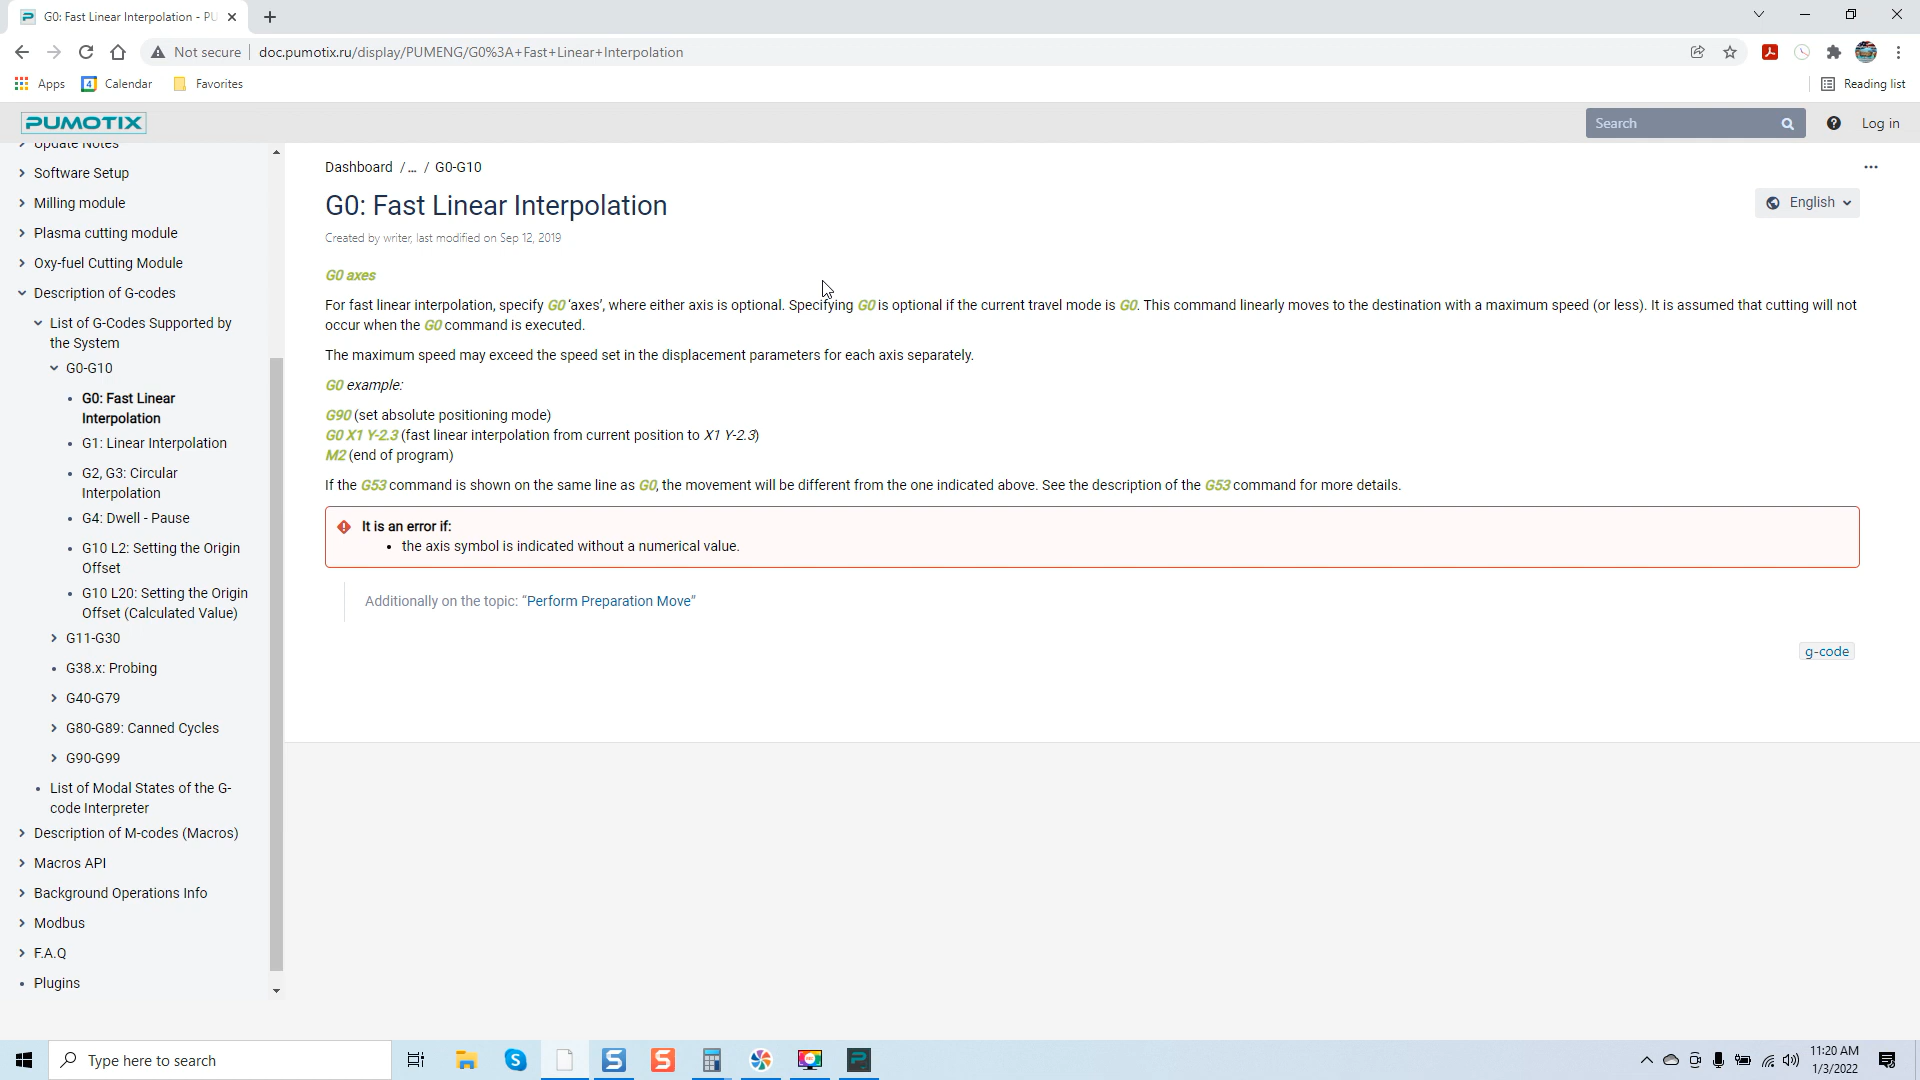 G0: Fast Linear Interpolation - PU
Not secure
doc.pumotix.ru/display/PUMENG/G0%3A+Fast+Linear+Interpolation
Apps
Calendar
Favorites
Reading list
PUMOTIX
Search
Log in
Update Notes
Software Setup
Milling module
Plasma cutting module
Oxy-fuel Cutting Module
Description of G-codes
List of G-Codes Supported by
the System
G0-G10
G0: Fast Linear
Interpolation
G1: Linear Interpolation
G2, G3: Circular
Interpolation
G4: Dwell - Pause
G10 L2: Setting the Origin
Offset
G10 L20: Setting the Origin
Offset (Calculated Value)
G11-G30
G38.x: Probing
G40-G79
G80-G89: Canned Cycles
G90-G99
List of Modal States of the G-
code Interpreter
Description of M-codes (Macros)
Macros API
Background Operations Info
Modbus
F.A.Q
Plugins
Dashboard /... / G0-G10
G0: Fast Linear Interpolation
English
Created by writer, last modified on Sep 12, 2019
G0 axes
For fast linear interpolation, specify G0 ‘axes’, where either axis is optional. Specifying G0 is optional if the current travel mode is G0. This command linearly moves to the destination with a maximum speed (or less). It is assumed that cutting will not
occur when the G0 command is executed.
The maximum speed may exceed the speed set in the displacement parameters for each axis separately.
G0 example:
G90 (set absolute positioning mode)
G0 X1 Y-2.3 (fast linear interpolation from current position to X1 Y-2.3)
M2 (end of program)
If the G53 command is shown on the same line as G0, the movement will be different from the one indicated above. See the description of the G53 command for more details.
It is an error if:
the axis symbol is indicated without a numerical value.
Additionally on the topic: “Perform Preparation Move”
g-code
Type here to search
11:20 AM
1/3/2022